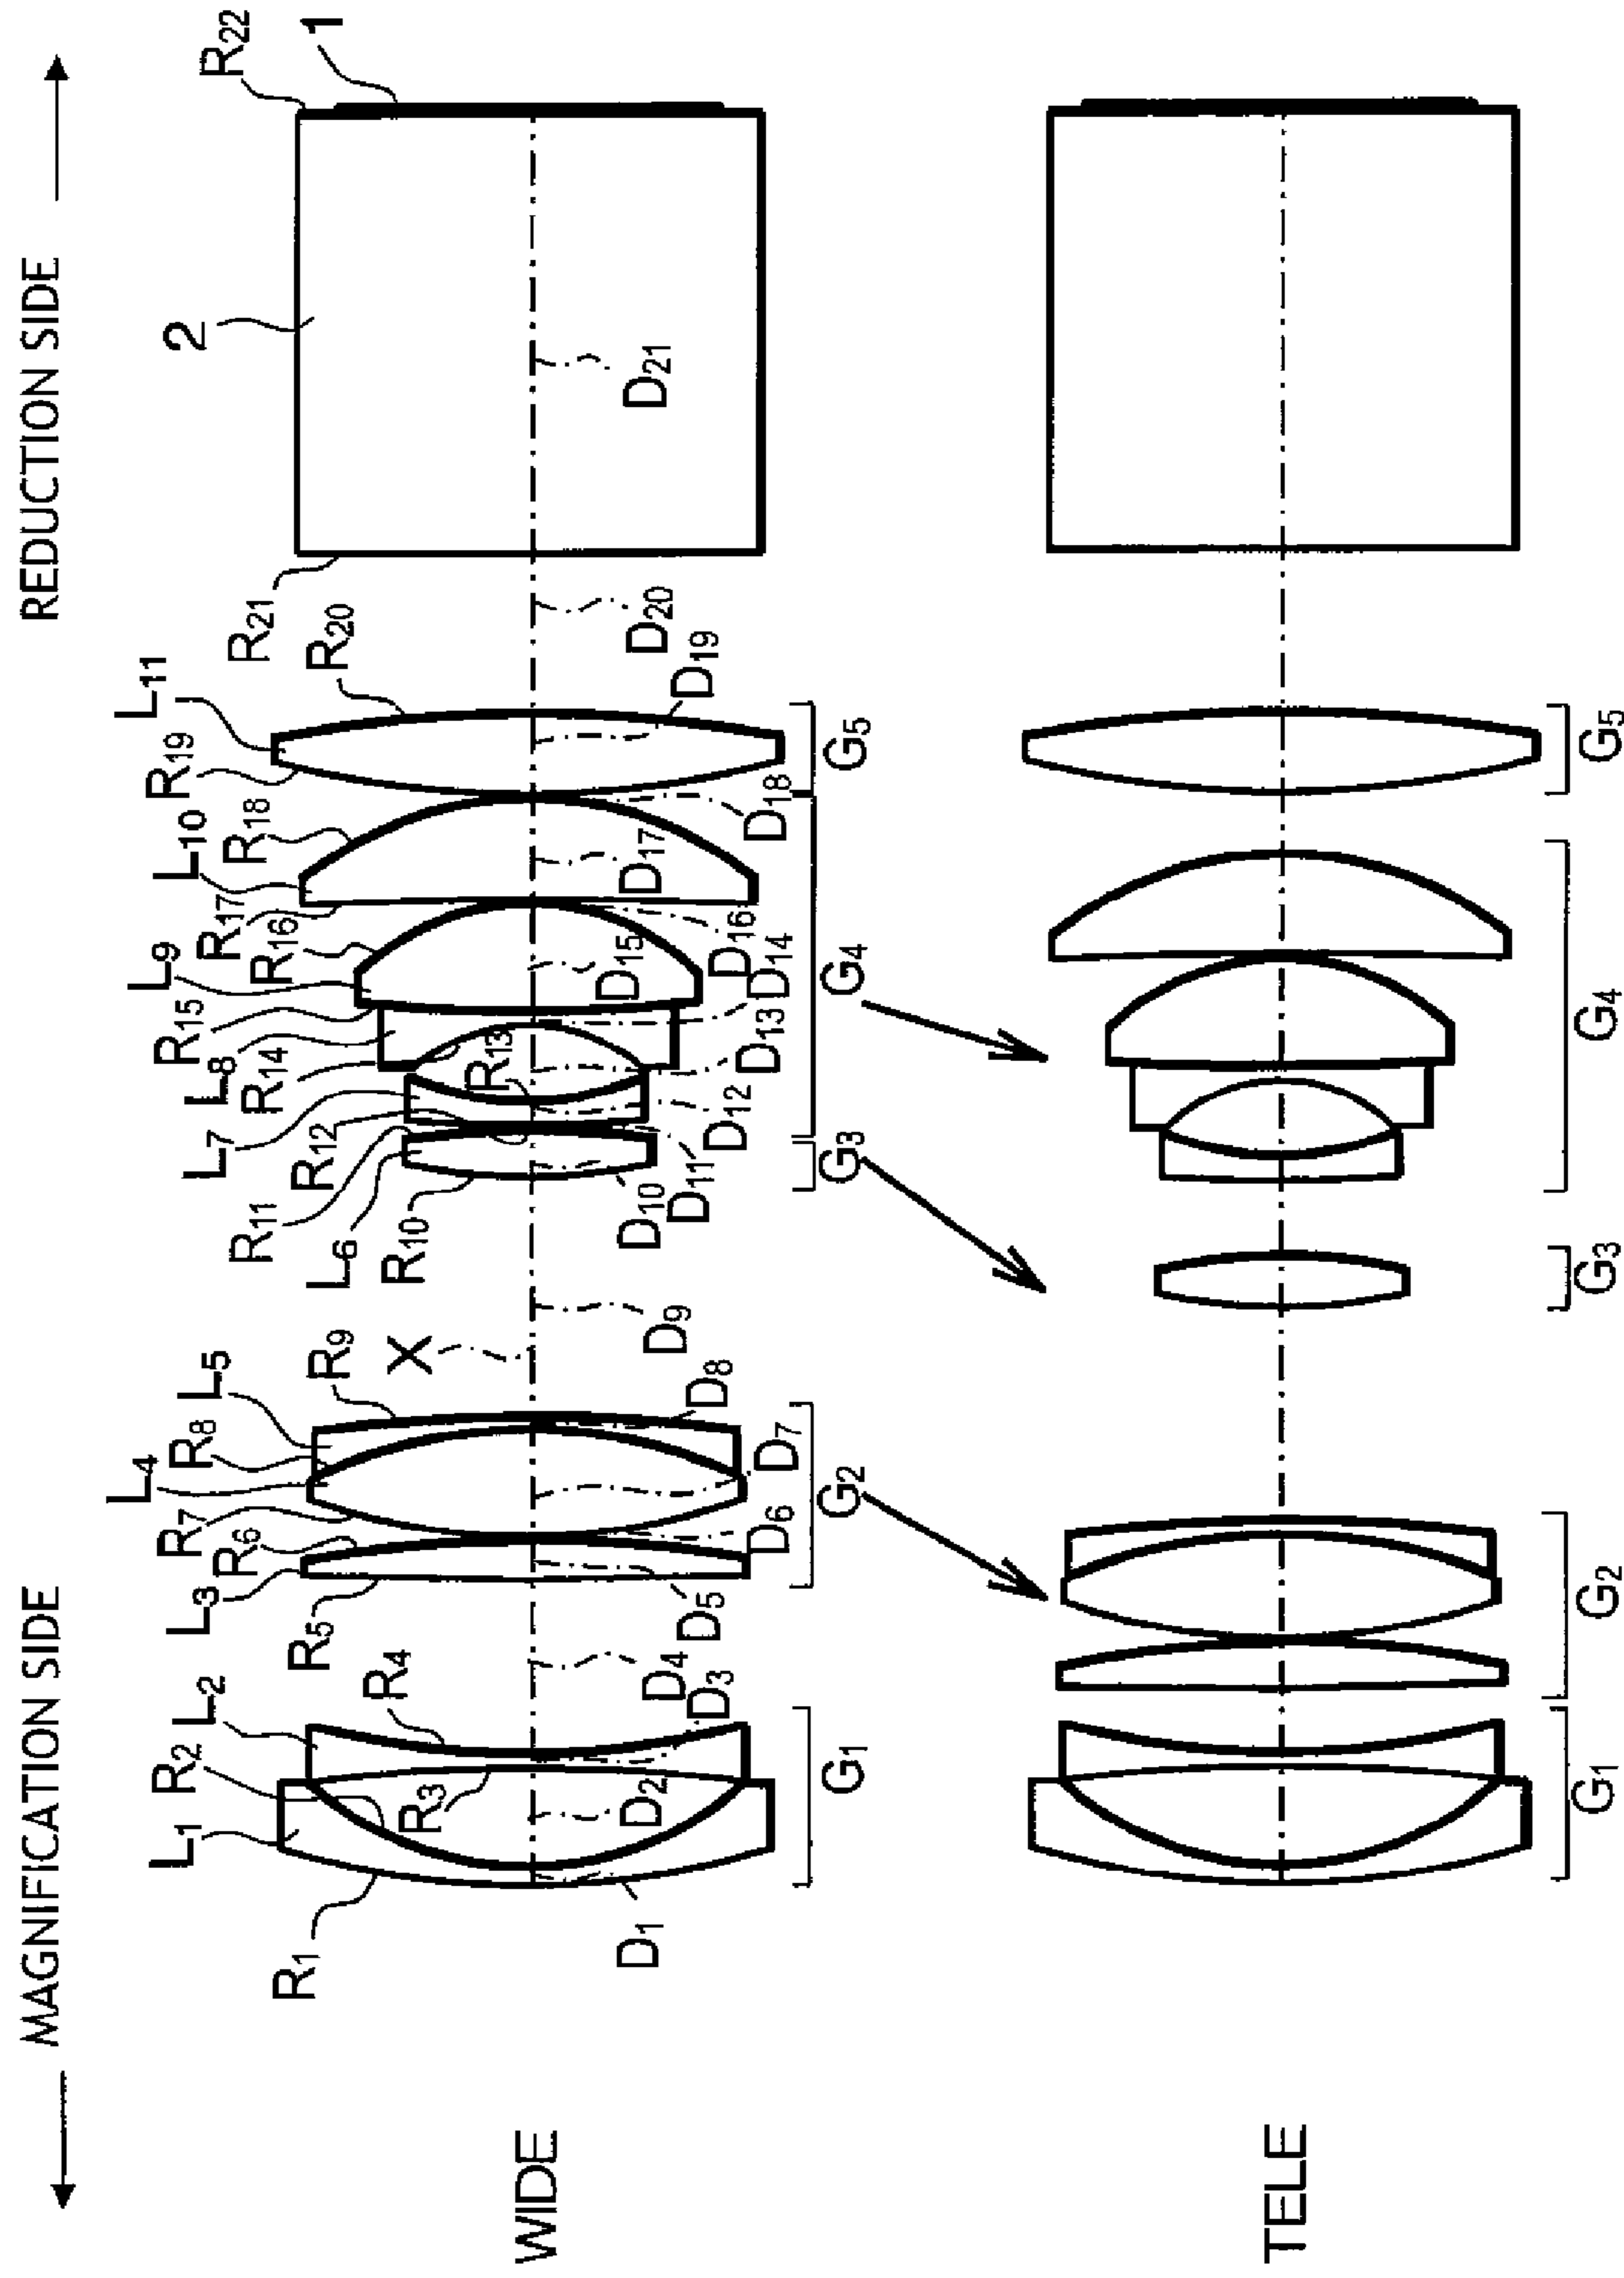 ← MAGNIFICATION SIDE
REDUCTION SIDE →
WIDE
L1
L2
L3
L4
L5
L6
L7
L8
L9
L10
L11
R1
R2
R3
R4
R5
R6
R7
R8
R9
R10
R11
R12
R13
R14
R15
R16
R17
R18
R19
R20
R21
R22
2
1
X
D1
D2
D3
D4
D5
D6
D7
D8
D9
D10
D11
D12
D13
D14
D15
D16
D17
D18
D19
D20
D21
G1
G2
G3
G4
G5
TELE
G1
G2
G3
G4
G5